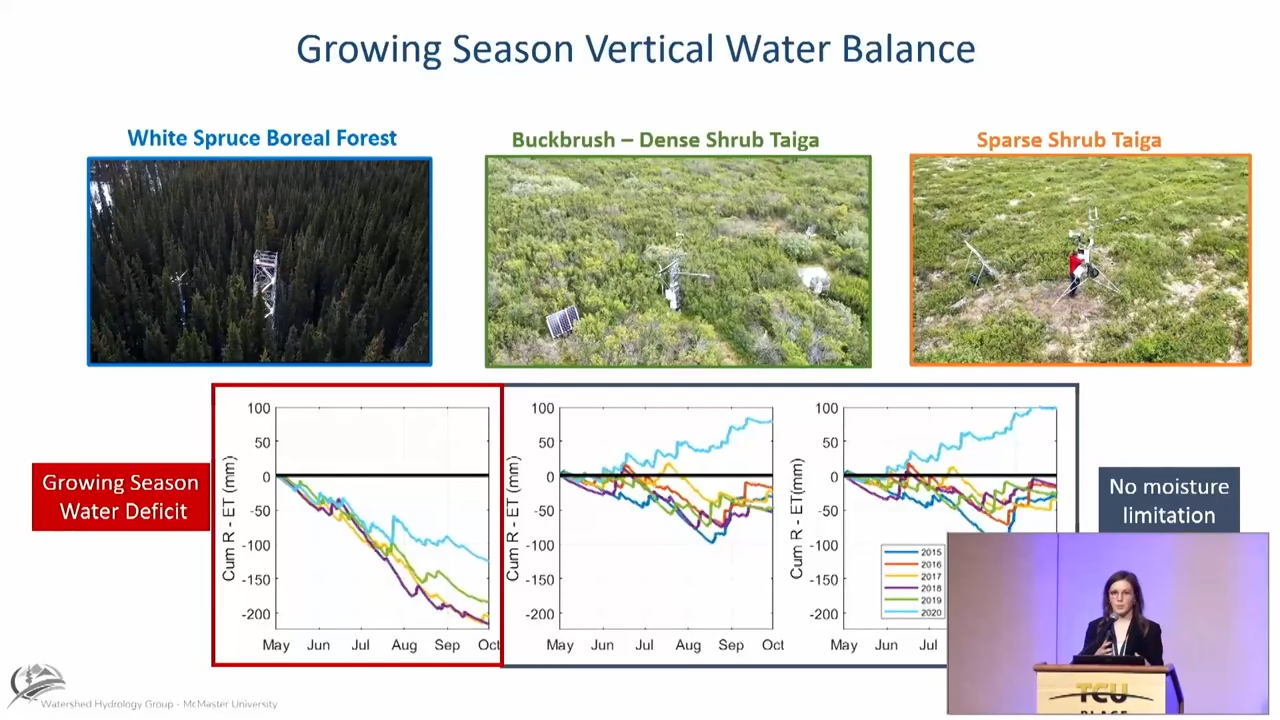 Growing Season Vertical Water Balance
White Spruce Boreal Forest
Buckbrush – Dense Shrub Taiga
Sparse Shrub Taiga
Growing Season
Water Deficit
Cum R - ET (mm)
100
50
0
-50
-100
-150
-200
May Jun Jul Aug Sep Oct
Cum R - ET (mm)
100
50
0
-50
-100
-150
-200
May Jun Jul Aug Sep Oct
Cum R - ET (mm)
100
50
0
-50
-100
-150
-200
May Jun Jul
2015
2016
2017
2018
2019
2020
No moisture
limitation
TCU
PLACE
Watershed Hydrology Group - McMaster University